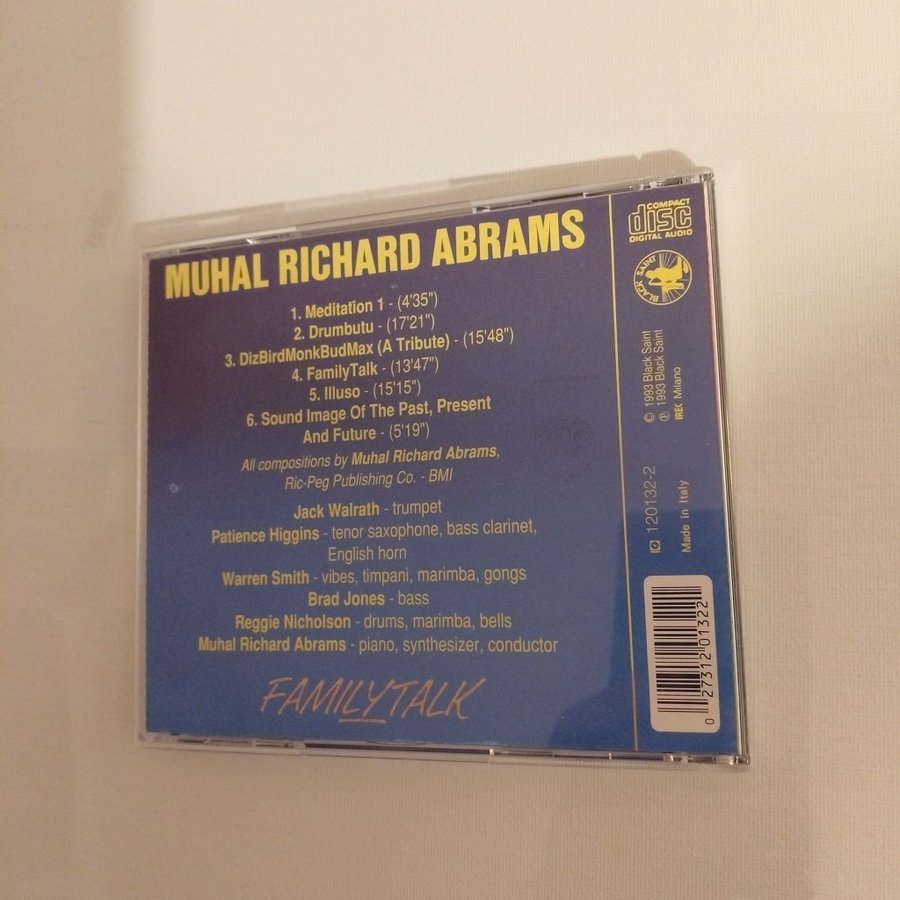 MUHAL RICHARD ABRAMS
1. Meditation 1 - (4'35")
2. Drumbutu - (17'21")
3. DizBirdMonkBudMax (A Tribute) - (15'48")
4. FamilyTalk - (13'47")
5. Illuso - (15'15")
6. Sound Image Of The Past, Present
And Future - (5'19")
All compositions by Muhal Richard Abrams,
Ric-Peg Publishing Co. - BMI
Jack Walrath - trumpet
Patience Higgins - tenor saxophone, bass clarinet,
English horn
Warren Smith - vibes, timpani, marimba, gongs
Brad Jones - bass
Reggie Nicholson - drums, marimba, bells
Muhal Richard Abrams - piano, synthesizer, conductor
FAMILYTALK
COMPACT
disc
DIGITAL AUDIO
BLACK SAINT
© 1993 Black Saint
℗ 1993 Black Saint
IREC Milano
120132-2
Made in Italy
0 27312 01322